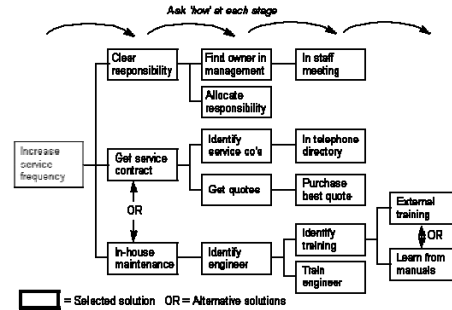 Ask 'how' at each stage
Clear
responsibility
Find owner in
management
In staff
meeting
Allocate
responsibility
Increase
service
frequency
Get service
contract
Identify
service co's
In telephone
directory
Get quotes
Purchase
best quote
OR
In-house
maintenance
Identify
engineer
Identify
training
External
training
OR
Train
engineer
Learn from
manuals
= Selected solution OR = Alternative solutions